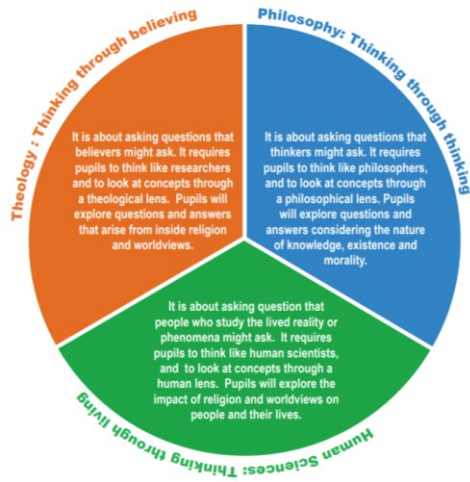 Theology : Thinking through believing
It is about asking questions that
believers might ask. It requires
pupils to think like researchers
and to look at concepts through
a theological lens. Pupils will
explore questions and answers
that arise from inside religion
and worldviews.
Philosophy: Thinking through thinking
It is about asking questions that
thinkers might ask. It requires
pupils to think like philosophers,
and to look at concepts through
a philosophical lens. Pupils
will explore questions and
answers considering the nature
of knowledge, existence and
morality.
It is about asking question that
people who study the lived reality or
phenomena might ask. It requires
pupils to think like human scientists,
and to look at concepts through a
human lens. Pupils will explore the
impact of religion and worldviews on
people and their lives.
Human Sciences: Thinking through living